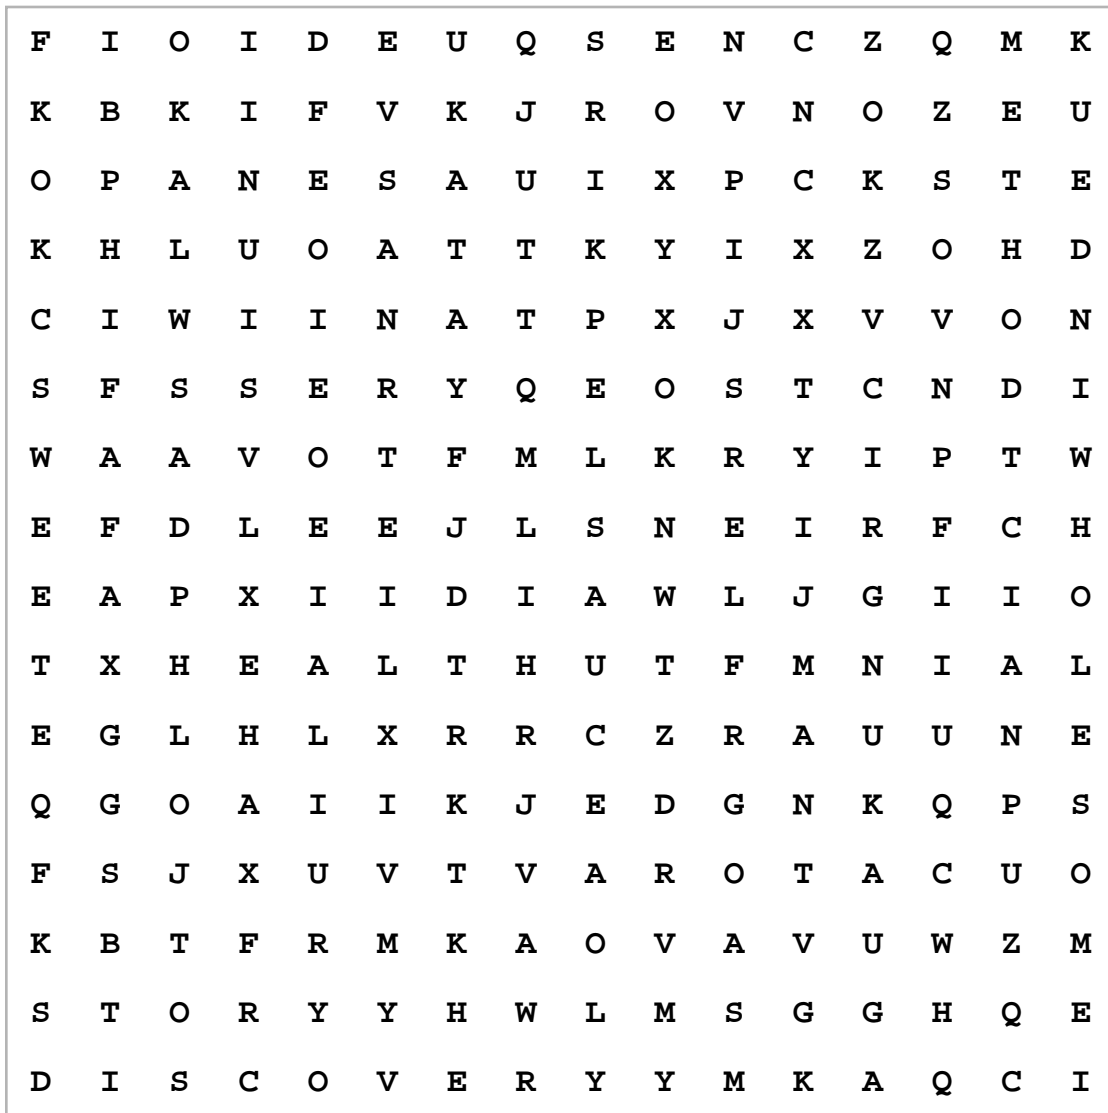 F I O I D E U Q S E N C Z Q M K
K B K I F V K J R O V N O Z E U
O P A N E S A U I X P C K S T E
K H L U O A T T K Y I X Z O H D
C I W I I N A T P X J X V V O N
S F S S E R Y Q E O S T C N D I
W A A V O T F M L K R Y I P T W
E F D L E E J L S N E I R F C H
E A P X I I D I A W L J G I I O
T X H E A L T H U T F M N I A L
E G L H L X R R C Z R A U U N E
Q G O A I I K J E D G N K Q P S
F S J X U V T V A R O T A C U O
K B T F R M K A O V A V U W Z M
S T O R Y Y H W L M S G G H Q E
D I S C O V E R Y Y M K A Q C I